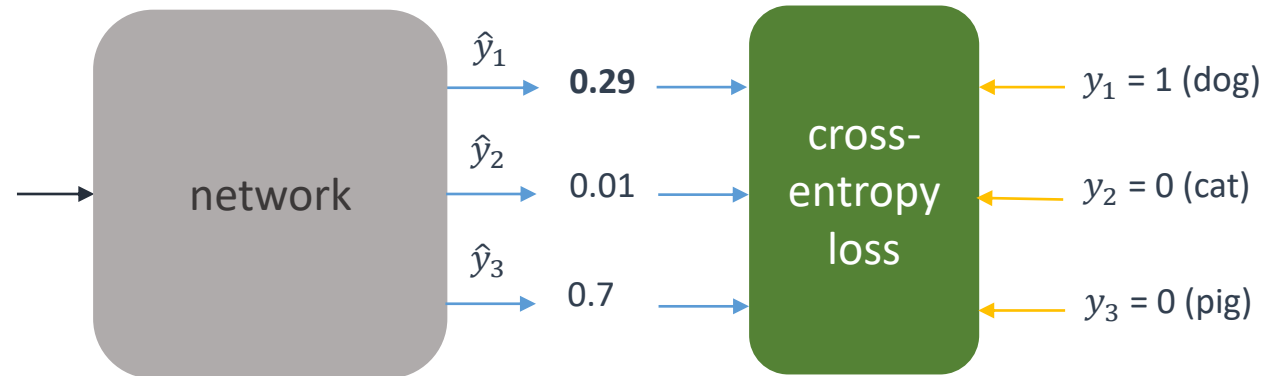 ŷ₁
0.29
y₁ = 1 (dog)
network
ŷ₂
0.01
cross-
entropy
loss
y₂ = 0 (cat)
ŷ₃
0.7
y₃ = 0 (pig)